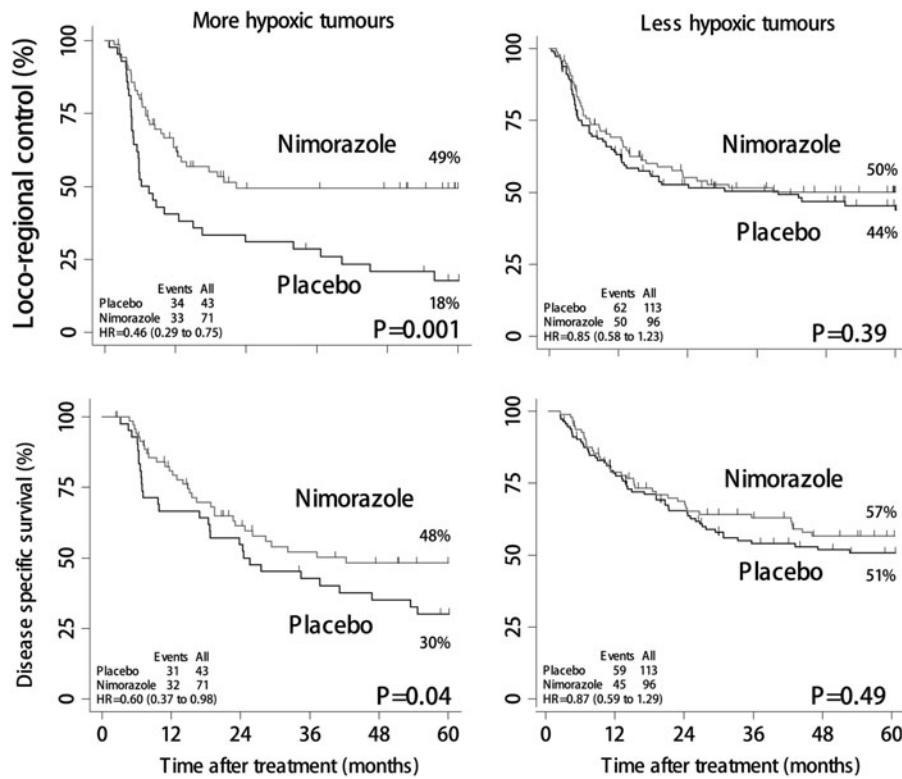 More hypoxic tumours
Less hypoxic tumours
Loco-regional control (%)
100
75
50
25
0
Nimorazole
49%
Placebo
18%
Events All
Placebo 34 43
Nimorazole 33 71
HR=0.46 (0.29 to 0.75)
P=0.001
100
75
50
25
0
Nimorazole
50%
Placebo
44%
Events All
Placebo 62 113
Nimorazole 50 96
HR=0.85 (0.58 to 1.23)
P=0.39
Disease specific survival (%)
100
75
50
25
0
Nimorazole
48%
Placebo
30%
Events All
Placebo 31 43
Nimorazole 32 71
HR=0.60 (0.37 to 0.98)
P=0.04
0 12 24 36 48 60
Time after treatment (months)
100
75
50
25
0
Nimorazole
57%
Placebo
51%
Events All
Placebo 59 113
Nimorazole 45 96
HR=0.87 (0.59 to 1.29)
P=0.49
0 12 24 36 48 60
Time after treatment (months)